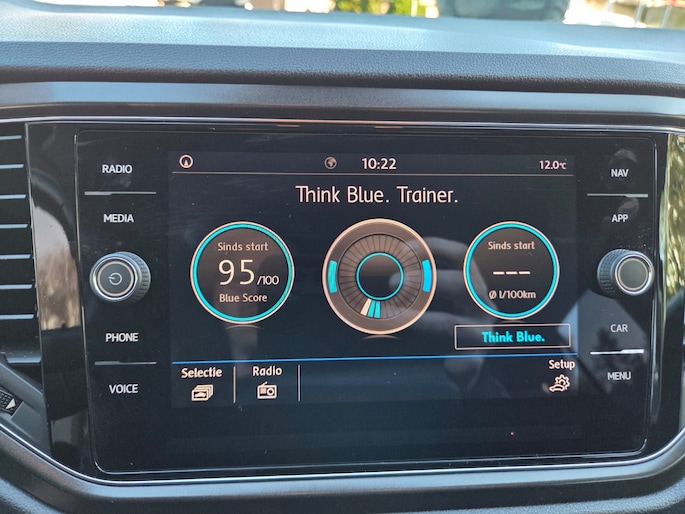 RADIO
MEDIA
PHONE
VOICE
10:22
12.0°C
Think Blue. Trainer.
Sinds start
95/100
Blue Score
Sinds start
---
Ø l/100km
Think Blue.
Selectie
Radio
Setup
NAV
APP
CAR
MENU